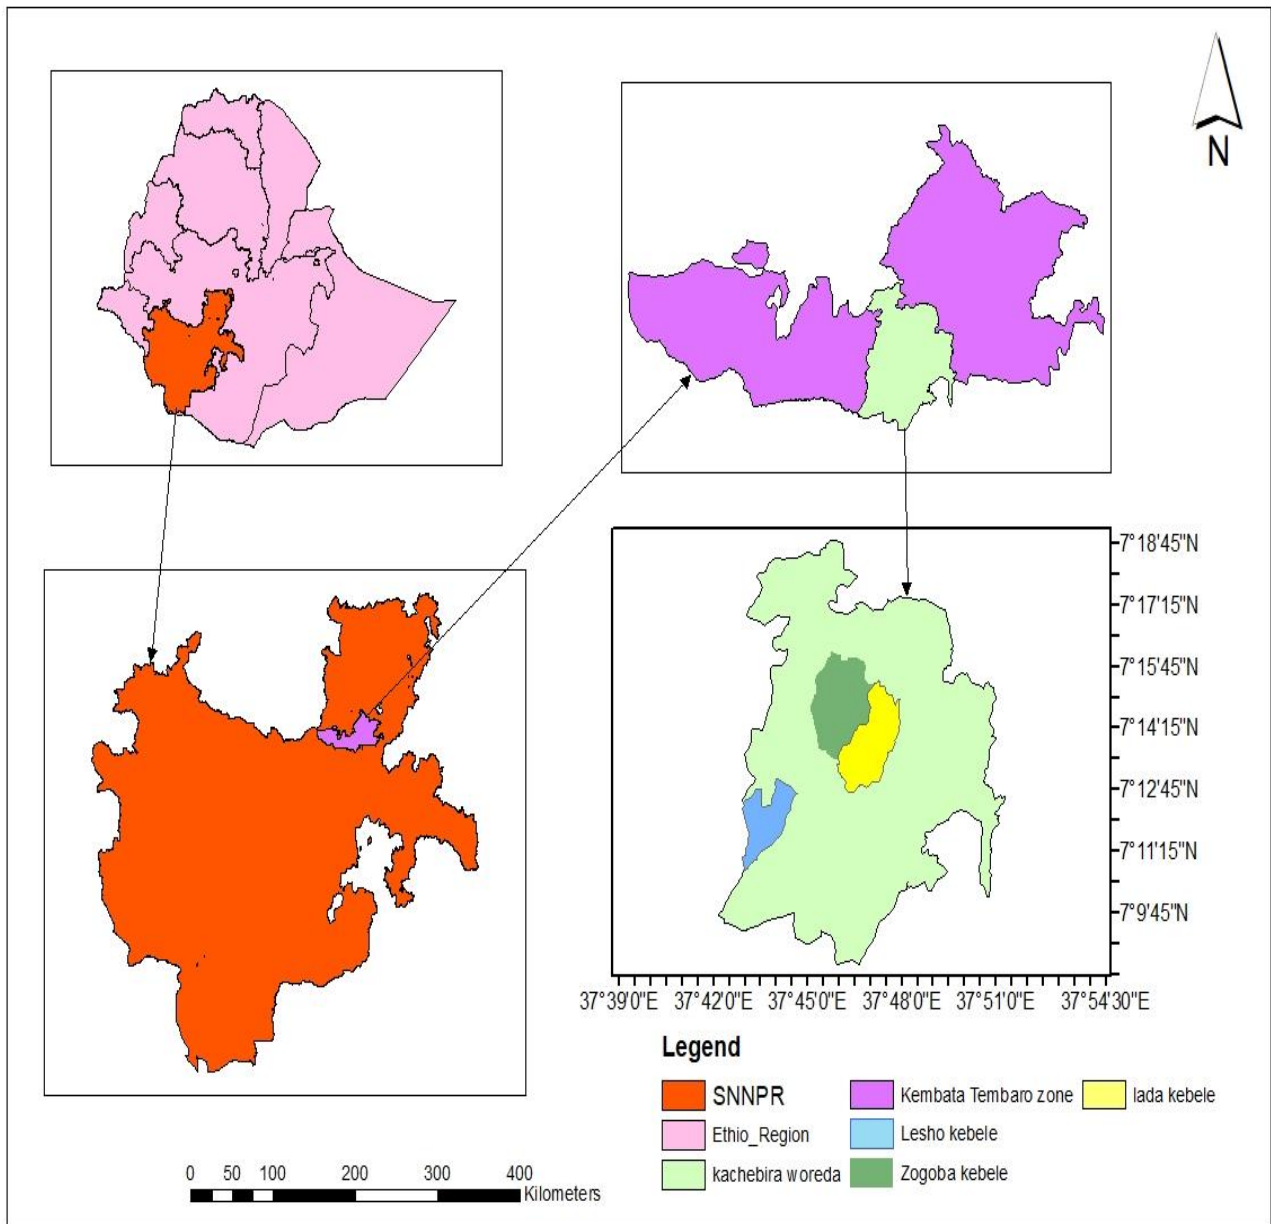 N
7°18'45"N
7°17'15"N
7°15'45"N
7°14'15"N
7°12'45"N
7°11'15"N
7°9'45"N
37°39'0"E 37°42'0"E 37°45'0"E 37°48'0"E 37°51'0"E 37°54'30"E
Legend
SNNPR
Ethio_Region
kachebira woreda
Kembata Tembaro zone
Lesho kebele
Zogoba kebele
lada kebele
0 50 100 200 300 400
Kilometers